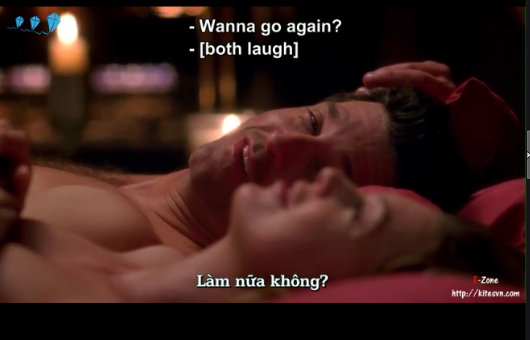 - Wanna go again?
- [both laugh]
Làm nữa không?
E-Zone
http://kitesvn.com